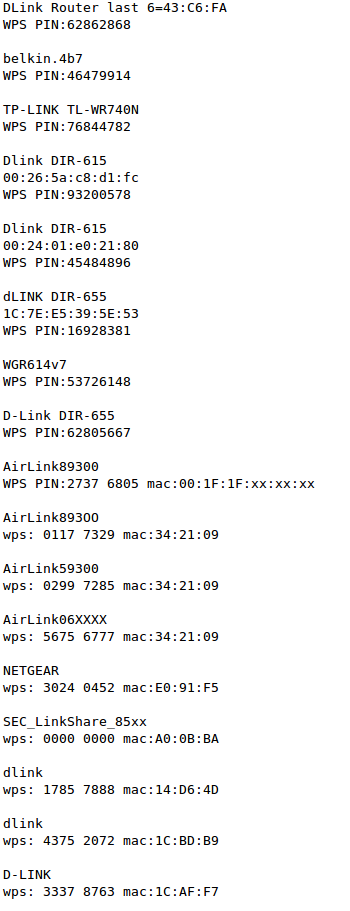 DLink Router last 6=43:C6:FA
WPS PIN:62862868
belkin.4b7
WPS PIN:46479914
TP-LINK TL-WR740N
WPS PIN:76844782
Dlink DIR-615
00:26:5a:c8:d1:fc
WPS PIN:93200578
Dlink DIR-615
00:24:01:e0:21:80
WPS PIN:45484896
dLINK DIR-655
1C:7E:E5:39:5E:53
WPS PIN:16928381
WGR614v7
WPS PIN:53726148
D-Link DIR-655
WPS PIN:62805667
AirLink89300
WPS PIN:2737 6805 mac:00:1F:1F:xx:xx:xx
AirLink893OO
wps: 0117 7329 mac:34:21:09
AirLink59300
wps: 0299 7285 mac:34:21:09
AirLink06XXXX
wps: 5675 6777 mac:34:21:09
NETGEAR
wps: 3024 0452 mac:E0:91:F5
SEC_LinkShare_85xx
wps: 0000 0000 mac:A0:0B:BA
dlink
wps: 1785 7888 mac:14:D6:4D
dlink
wps: 4375 2072 mac:1C:BD:B9
D-LINK
wps: 3337 8763 mac:1C:AF:F7